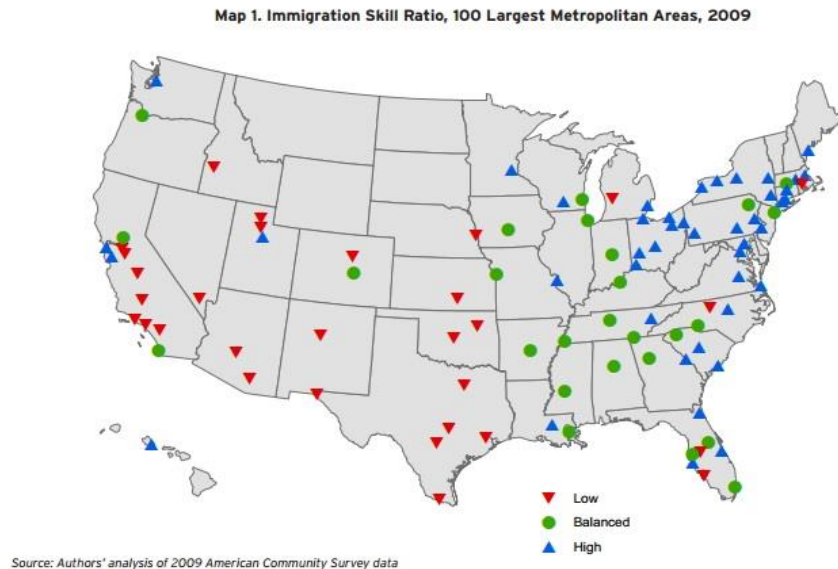 Map 1. Immigration Skill Ratio, 100 Largest Metropolitan Areas, 2009
Low
Balanced
High
Source: Authors' analysis of 2009 American Community Survey data